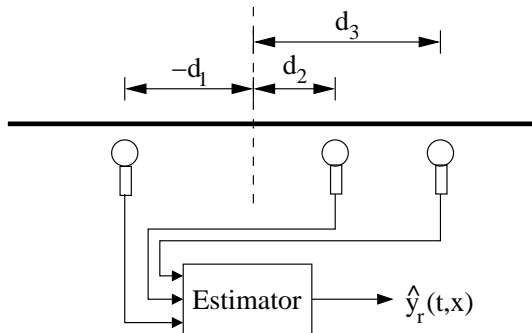 d₃
−d₁
d₂
Estimator
ŷᵣ(t,x)